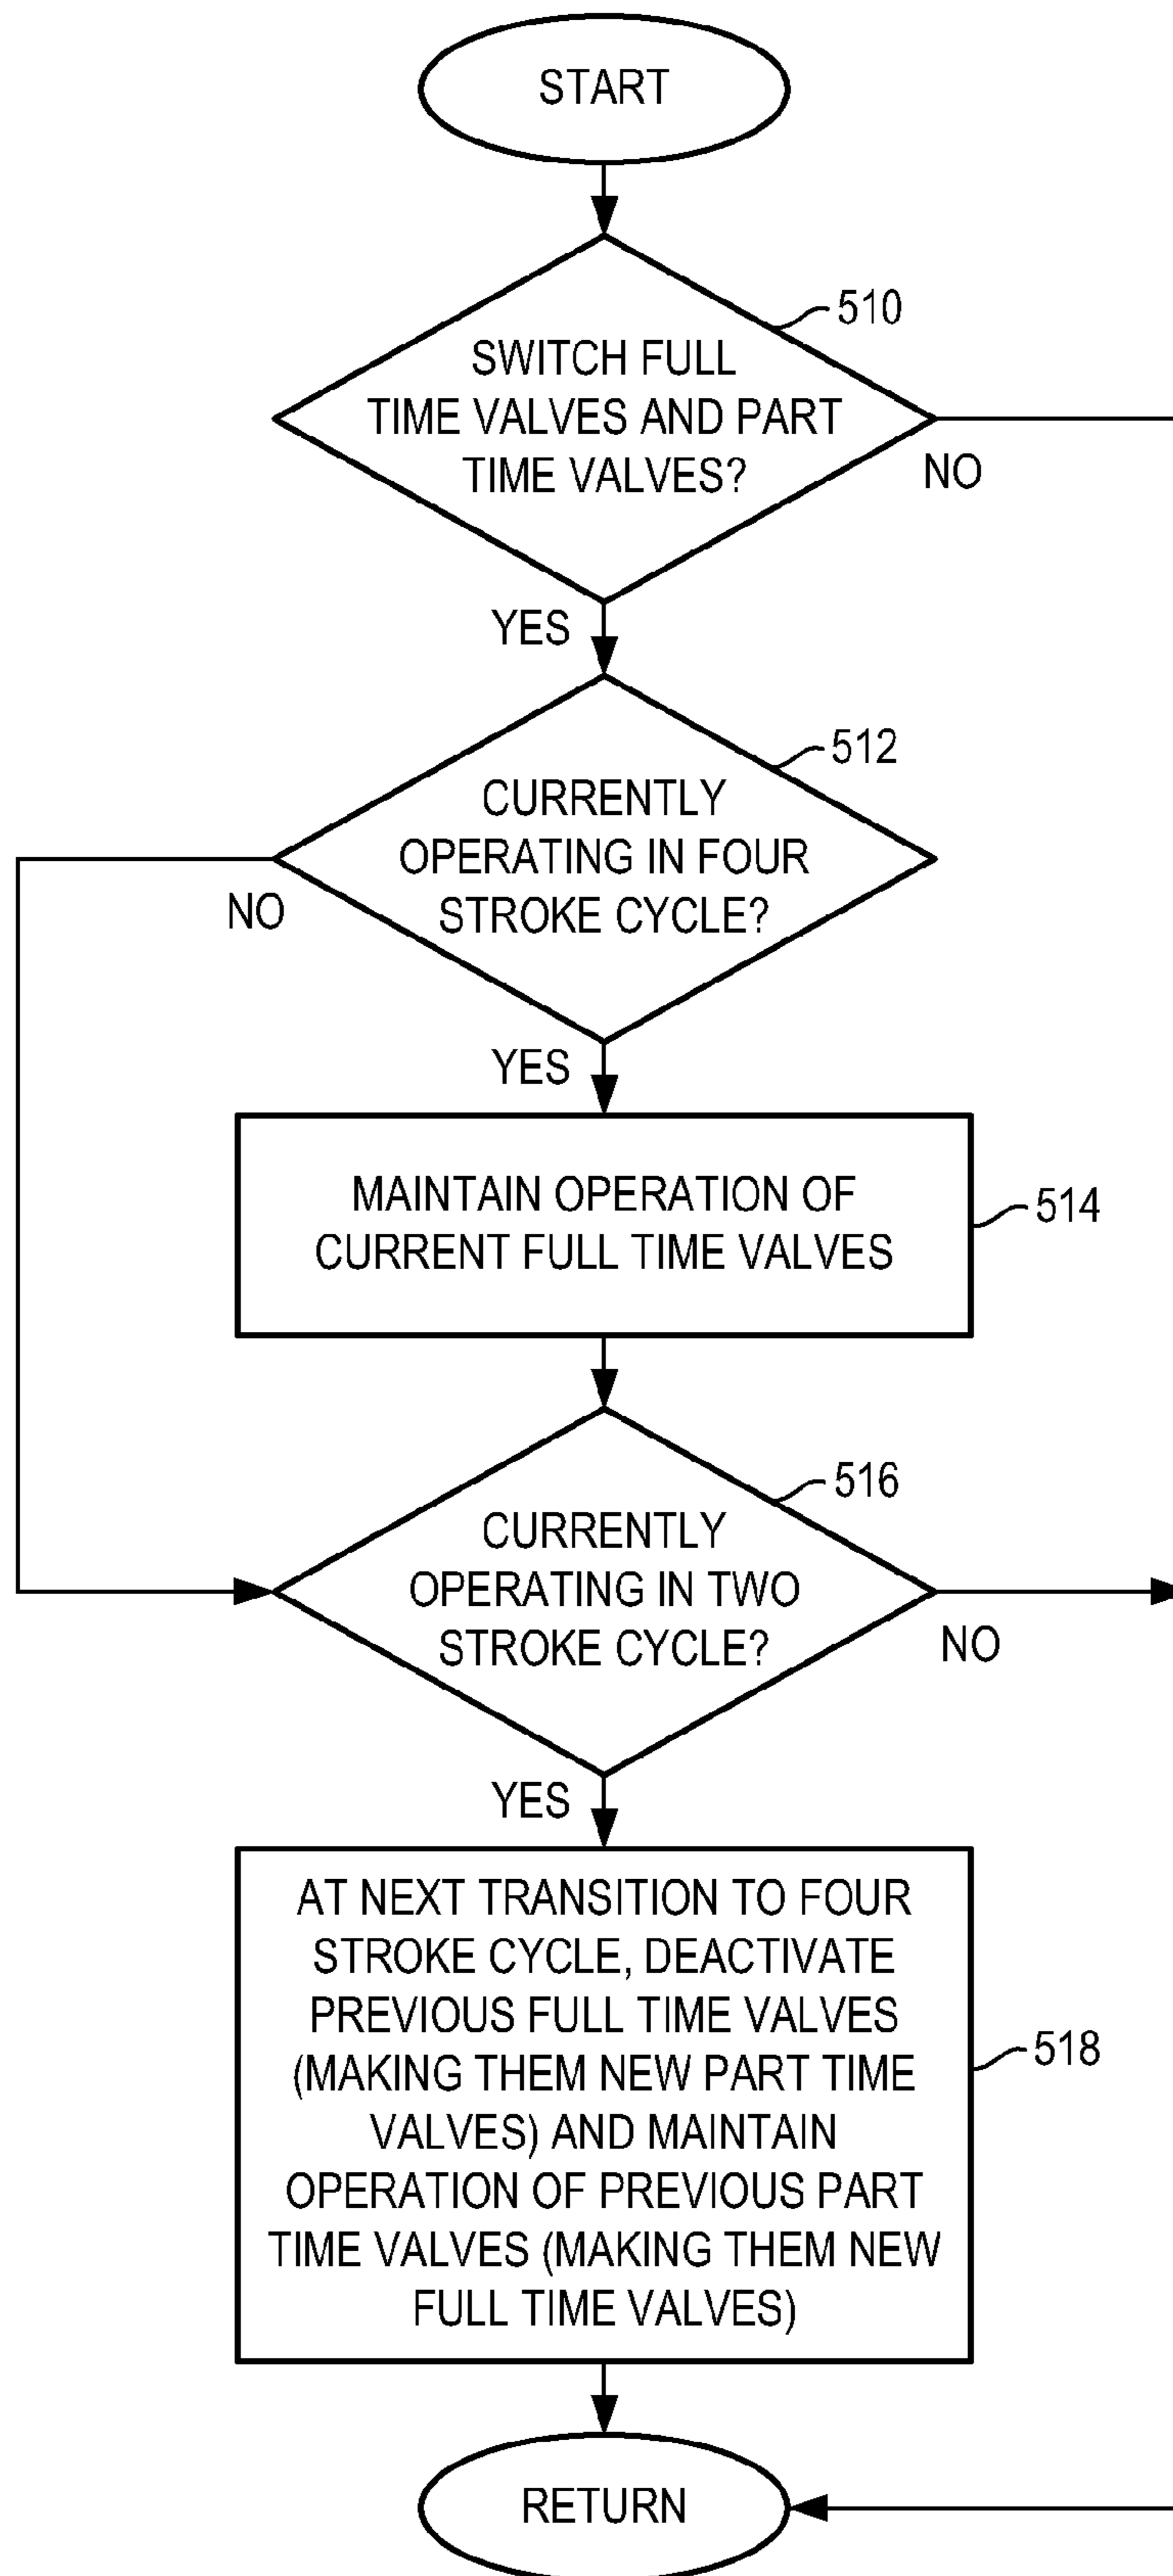 START
510
SWITCH FULL
TIME VALVES AND PART
TIME VALVES?
NO
YES
512
CURRENTLY
OPERATING IN FOUR
STROKE CYCLE?
NO
YES
MAINTAIN OPERATION OF
CURRENT FULL TIME VALVES
514
516
CURRENTLY
OPERATING IN TWO
STROKE CYCLE?
NO
YES
AT NEXT TRANSITION TO FOUR
STROKE CYCLE, DEACTIVATE
PREVIOUS FULL TIME VALVES
(MAKING THEM NEW PART TIME
VALVES) AND MAINTAIN
OPERATION OF PREVIOUS PART
TIME VALVES (MAKING THEM NEW
FULL TIME VALVES)
518
RETURN